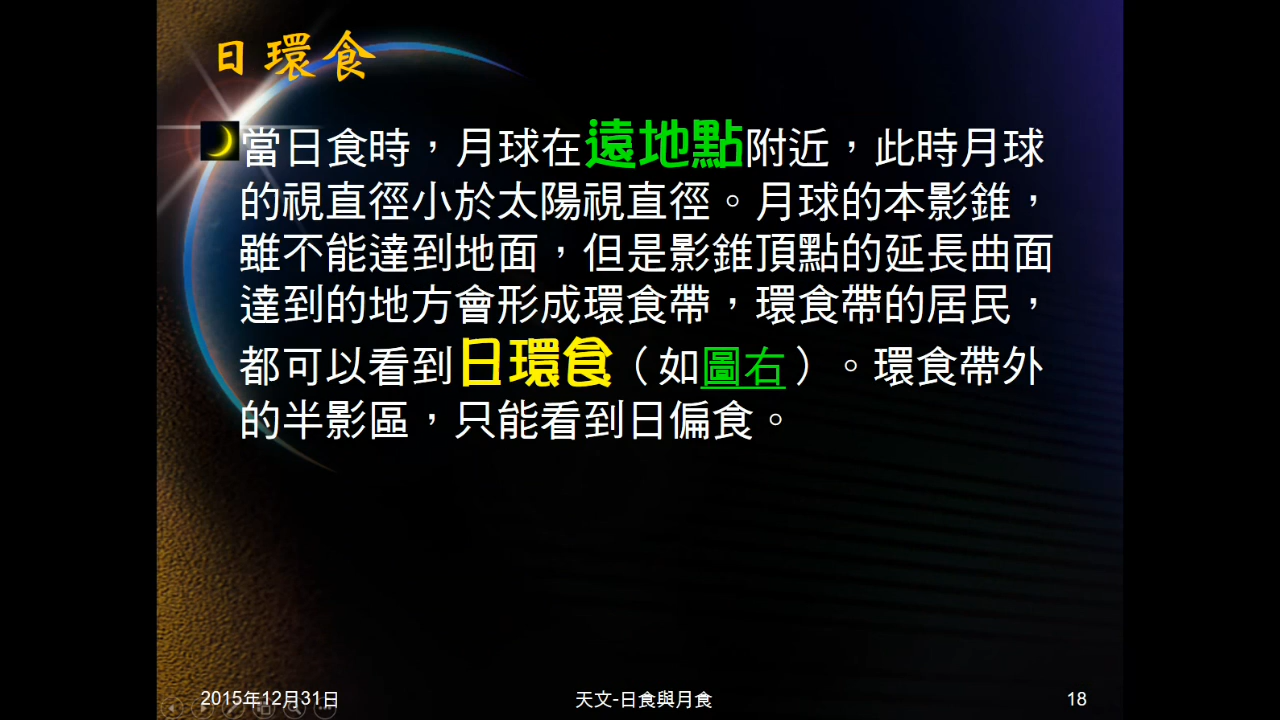 日環食
當日食時，月球在遠地點附近，此時月球
的視直徑小於太陽視直徑。月球的本影錐，
雖不能達到地面，但是影錐頂點的延長曲面
達到的地方會形成環食帶，環食帶的居民，
都可以看到日環食（如圖右）。環食帶外
的半影區，只能看到日偏食。
2015年12月31日
天文-日食與月食
18